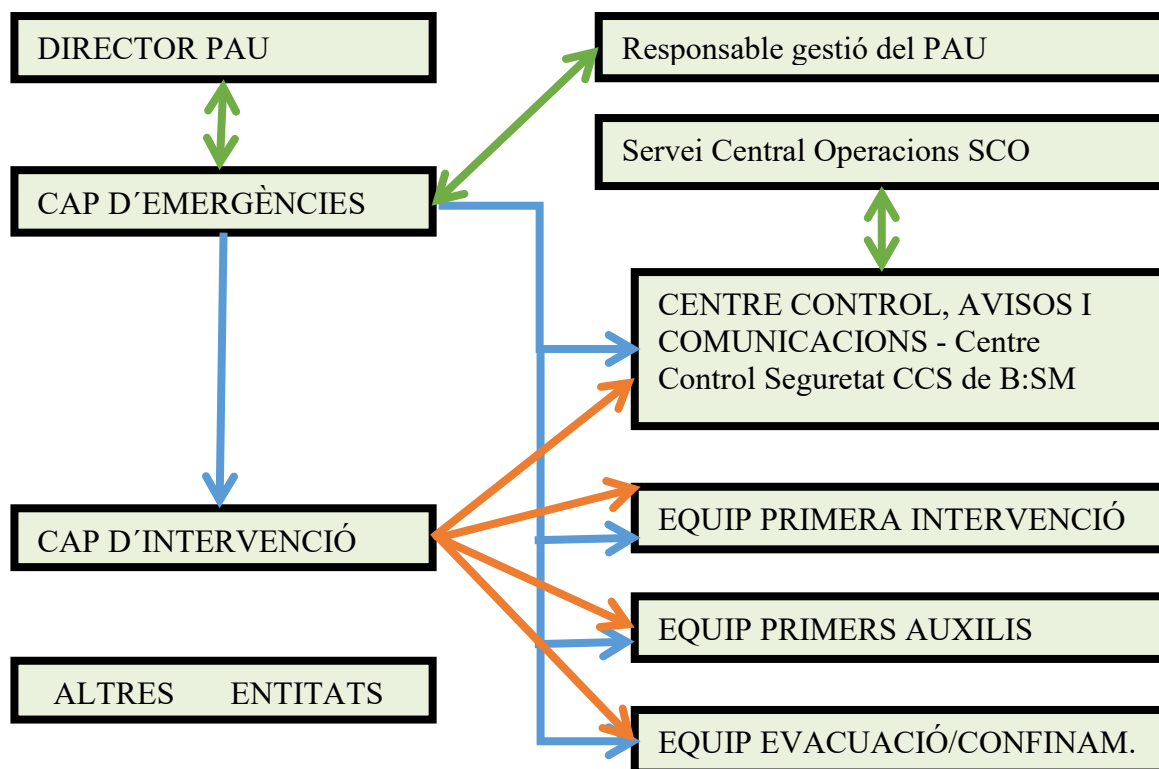 DIRECTOR PAU
Responsable gestió del PAU
Servei Central Operacions SCO
CAP D´EMERGÈNCIES
CENTRE CONTROL, AVISOS I
COMUNICACIONS - Centre
Control Seguretat CCS de B:SM
EQUIP PRIMERA INTERVENCIÓ
CAP D´INTERVENCIÓ
EQUIP PRIMERS AUXILIS
ALTRES ENTITATS
EQUIP EVACUACIÓ/CONFINAM.